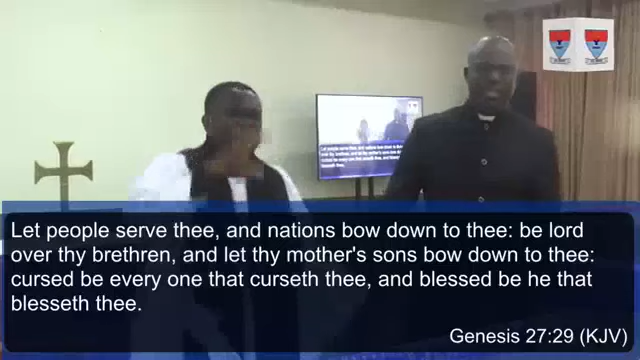 Let people serve thee, and nations bow down to thee: be lord
over thy brethren, and let thy mother's sons bow down to thee:
cursed be every one that curseth thee, and blessed be he that
blesseth thee.
Genesis 27:29 (KJV)